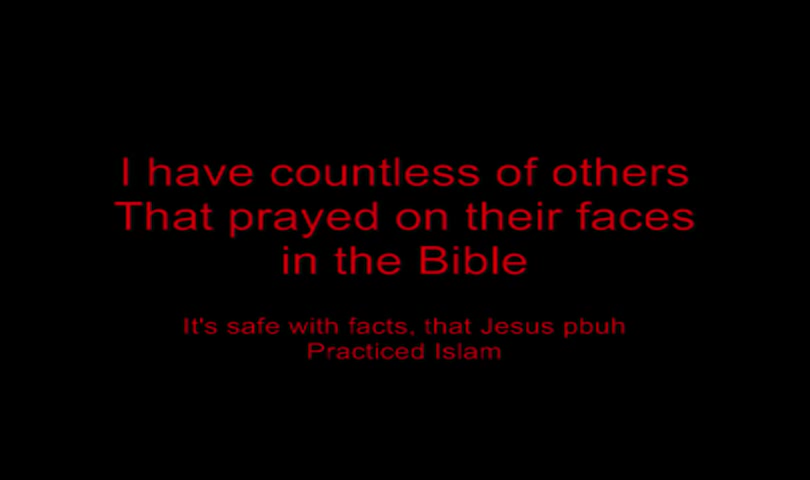 I have countless of others
That prayed on their faces
in the Bible
It's safe with facts, that Jesus pbuh
Practiced Islam